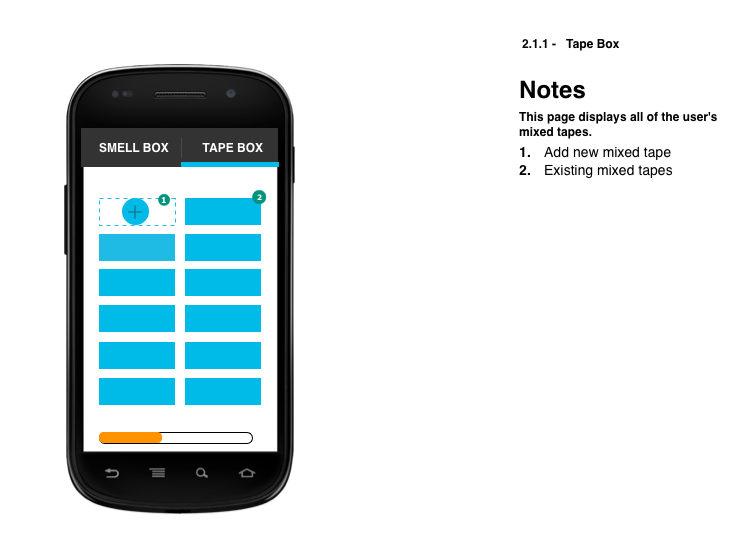 2.1.1 - Tape Box
Notes
This page displays all of the user's
mixed tapes.
1. Add new mixed tape
2. Existing mixed tapes
SMELL BOX TAPE BOX
1 2